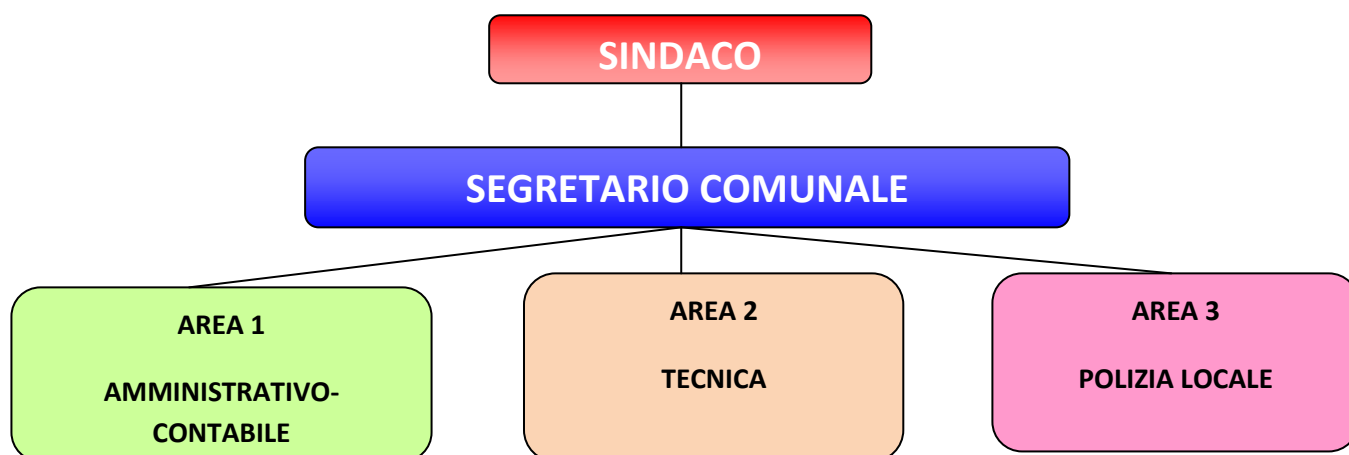 SINDACO
SEGRETARIO COMUNALE
AREA 1
AMMINISTRATIVO-
CONTABILE
AREA 2
TECNICA
AREA 3
POLIZIA LOCALE